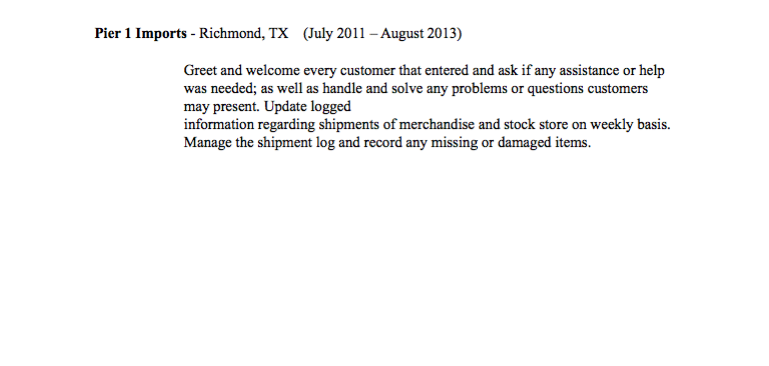 Pier 1 Imports - Richmond, TX (July 2011 – August 2013)
Greet and welcome every customer that entered and ask if any assistance or help
was needed; as well as handle and solve any problems or questions customers
may present. Update logged
information regarding shipments of merchandise and stock store on weekly basis.
Manage the shipment log and record any missing or damaged items.